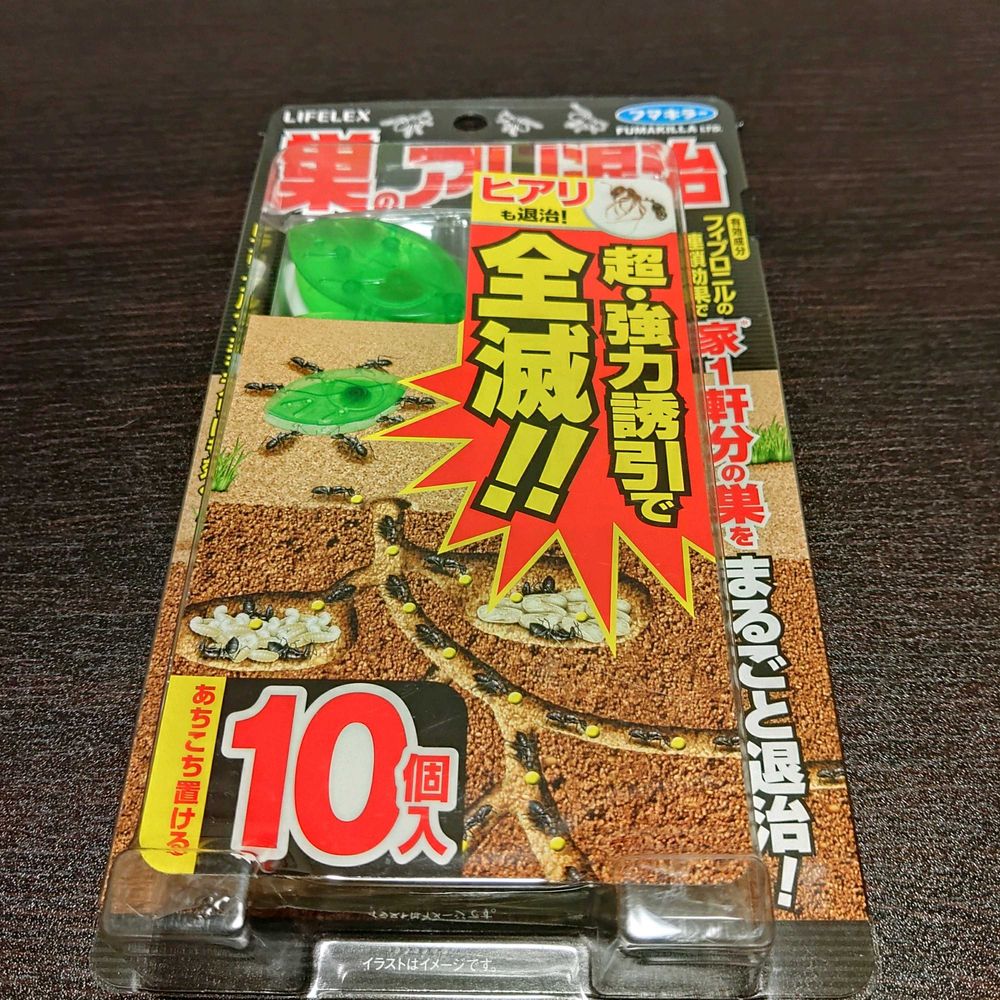 LIFELEX
フマキラー
FUMAKILLA LTD.
巣のアリ退治
ヒアリ
も退治!
超・強力誘引で
全滅!!
有効成分
フィプロニルの
連鎖効果で
家1軒分の巣を
まるごと退治!
あちこち置ける
10個入
イラストはイメージです。